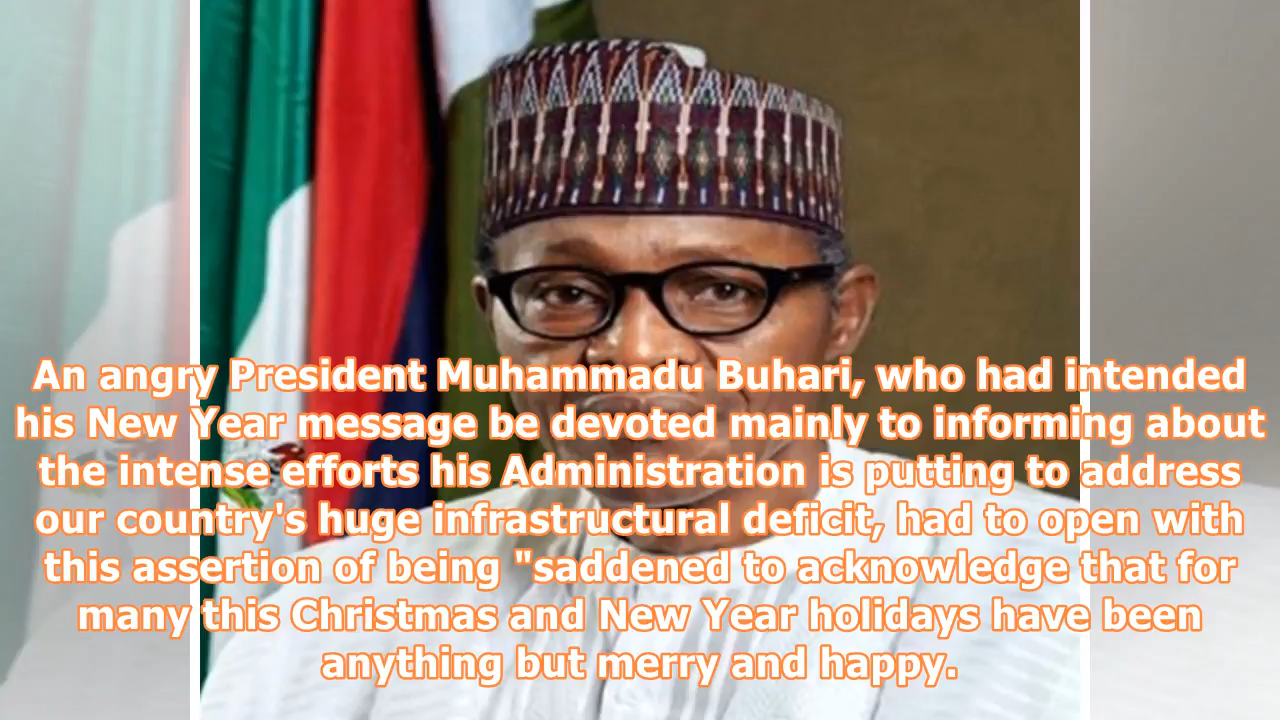 An angry President Muhammadu Buhari, who had intended
his New Year message be devoted mainly to informing about
the intense efforts his Administration is putting to address
our country's huge infrastructural deficit, had to open with
this assertion of being "saddened to acknowledge that for
many this Christmas and New Year holidays have been
anything but merry and happy.